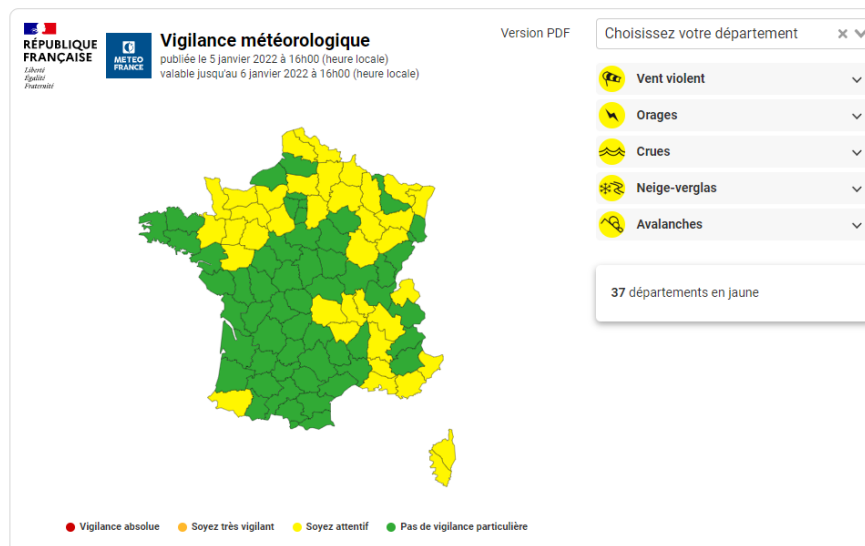 RÉPUBLIQUE
FRANÇAISE
Liberté
Égalité
Fraternité
METEO
FRANCE
Vigilance météorologique
publiée le 5 janvier 2022 à 16h00 (heure locale)
valable jusqu'au 6 janvier 2022 à 16h00 (heure locale)
Version PDF
Choisissez votre département
Vent violent
Orages
Crues
Neige-verglas
Avalanches
37 départements en jaune
Vigilance absolue
Soyez très vigilant
Soyez attentif
Pas de vigilance particulière